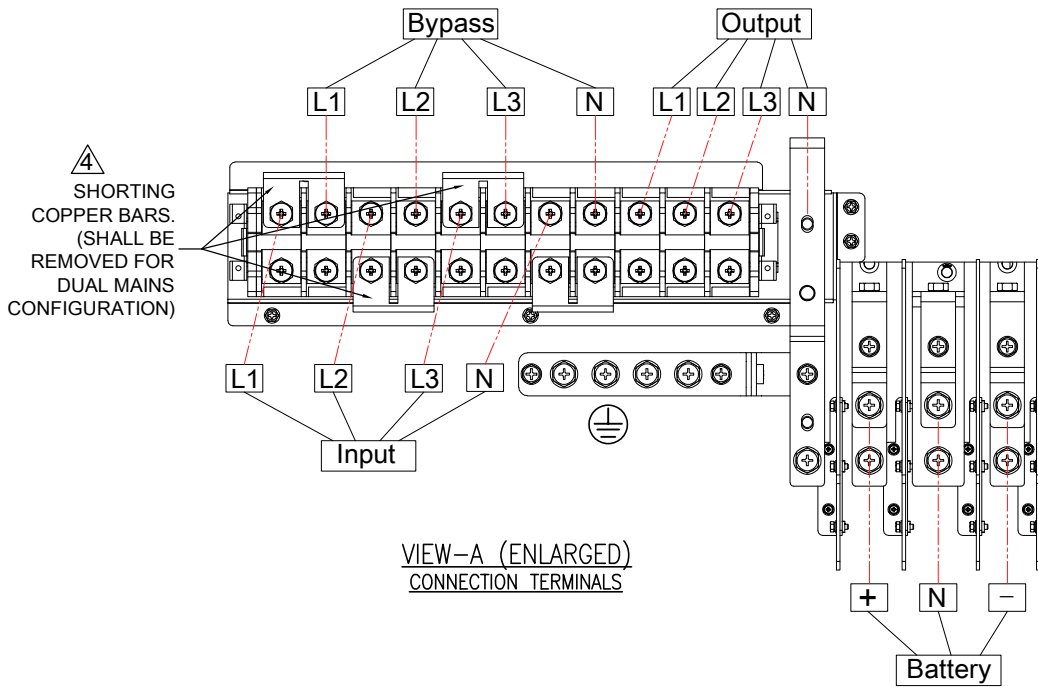 Bypass
Output
L1
L2
L3
N
L1
L2
L3
N
4
SHORTING
COPPER BARS.
(SHALL BE
REMOVED FOR
DUAL MAINS
CONFIGURATION)
L1
L2
L3
N
Input
VIEW-A (ENLARGED)
CONNECTION TERMINALS
+
N
-
Battery